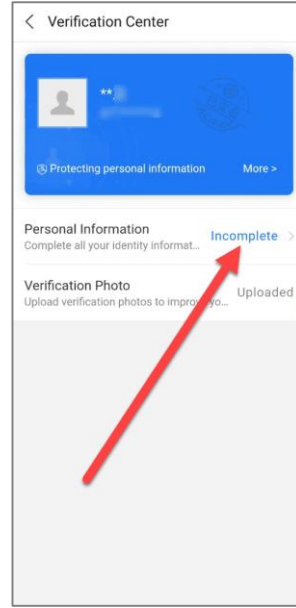 Verification Center
**
Protecting personal information More >
Personal Information
Incomplete >
Complete all your identity informat...
Verification Photo
Uploaded
Upload verification photos to improve yo...